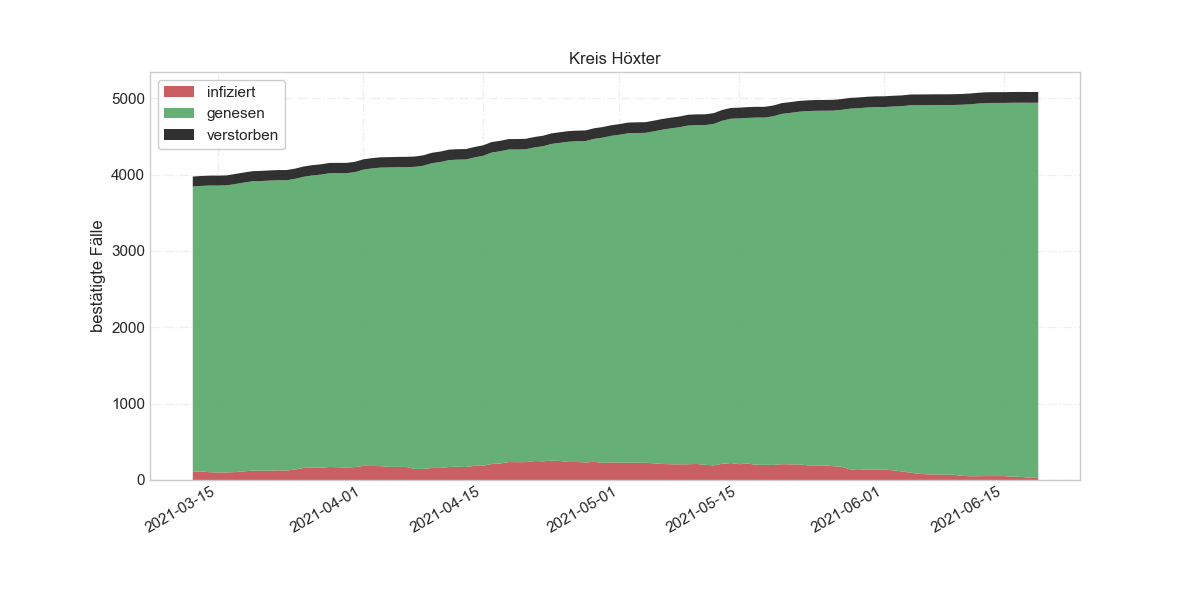 Kreis Höxter
infiziert
genesen
verstorben
bestätigte Fälle
5000
4000
3000
2000
1000
0
2021-03-15
2021-04-01
2021-04-15
2021-05-01
2021-05-15
2021-06-01
2021-06-15